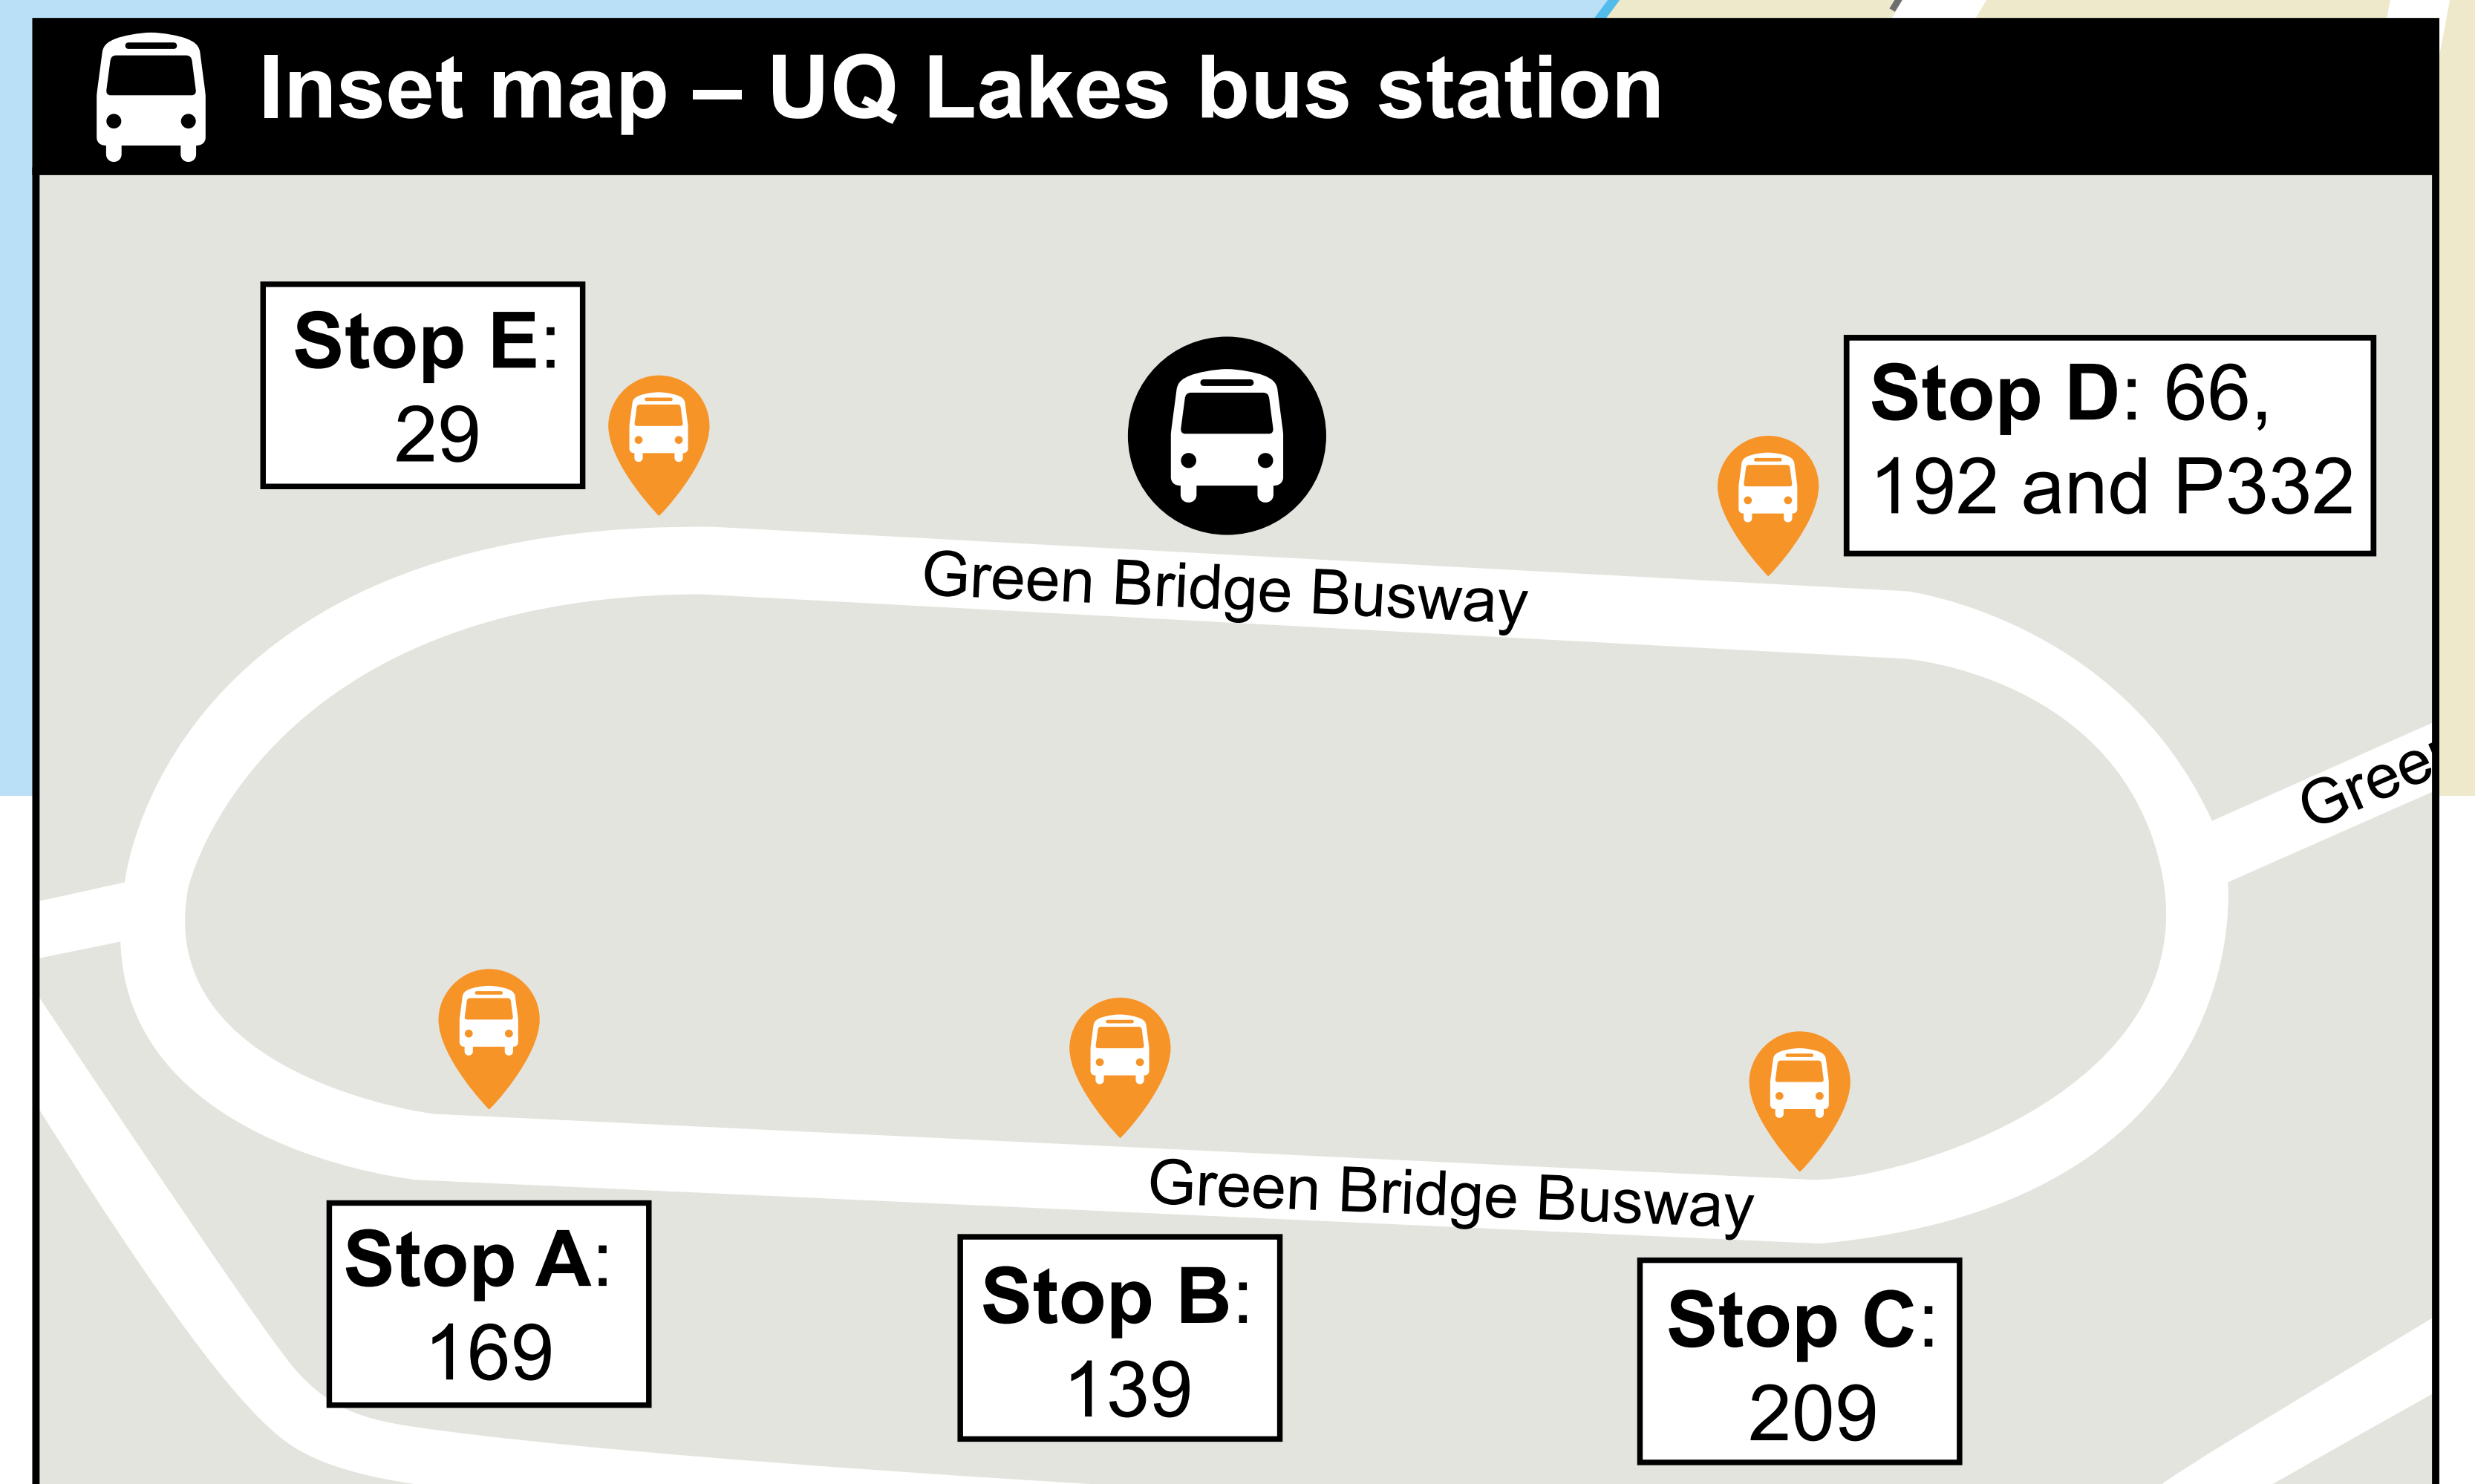 Inset map – UQ Lakes bus station
Stop E:
29
Stop D: 66,
192 and P332
Green Bridge Busway
Gree
Green Bridge Busway
Stop A:
169
Stop B:
139
Stop C:
209